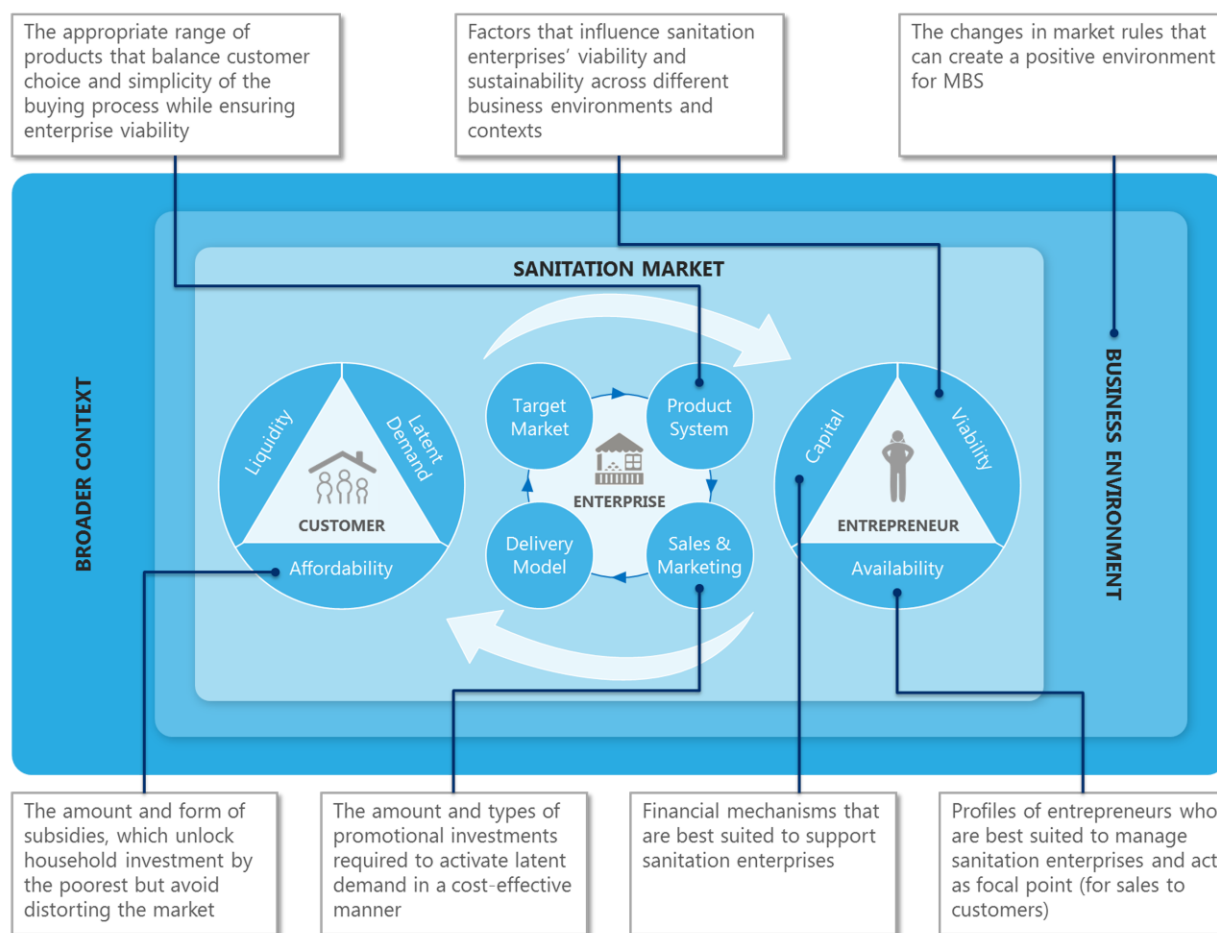 The appropriate range of
products that balance customer
choice and simplicity of the
buying process while ensuring
enterprise viability
Factors that influence sanitation
enterprises’ viability and
sustainability across different
business environments and
contexts
The changes in market rules that
can create a positive environment
for MBS
SANITATION MARKET
BROADER CONTEXT
BUSINESS ENVIRONMENT
Liquidity
Latent
Demand
CUSTOMER
Affordability
Target
Market
Product
System
ENTERPRISE
Delivery
Model
Sales &
Marketing
Capital
Viability
ENTREPRENEUR
Availability
The amount and form of
subsidies, which unlock
household investment by
the poorest but avoid
distorting the market
The amount and types of
promotional investments
required to activate latent
demand in a cost-effective
manner
Financial mechanisms that
are best suited to support
sanitation enterprises
Profiles of entrepreneurs who
are best suited to manage
sanitation enterprises and act
as focal point (for sales to
customers)